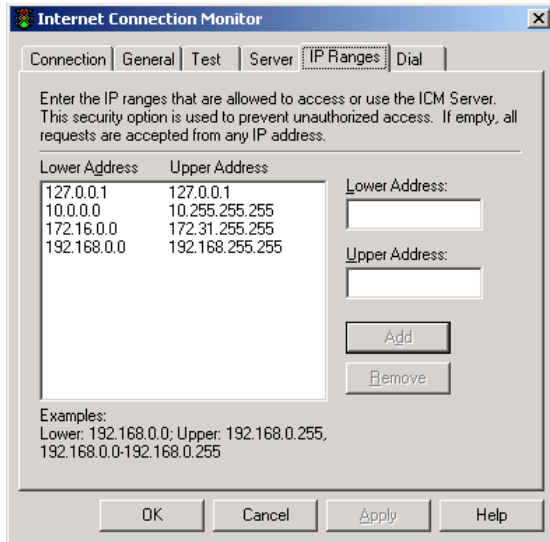 Internet Connection Monitor
Connection General Test Server IP Ranges Dial
Enter the IP ranges that are allowed to access or use the ICM Server.
This security option is used to prevent unauthorized access. If empty, all
requests are accepted from any IP address.
Lower Address Upper Address
127.0.0.1 127.0.0.1
10.0.0.0 10.255.255.255
172.16.0.0 172.31.255.255
192.168.0.0 192.168.255.255
Lower Address:
Upper Address:
Add
Remove
Examples:
Lower: 192.168.0.0; Upper: 192.168.0.255,
192.168.0.0-192.168.0.255
OK Cancel Apply Help